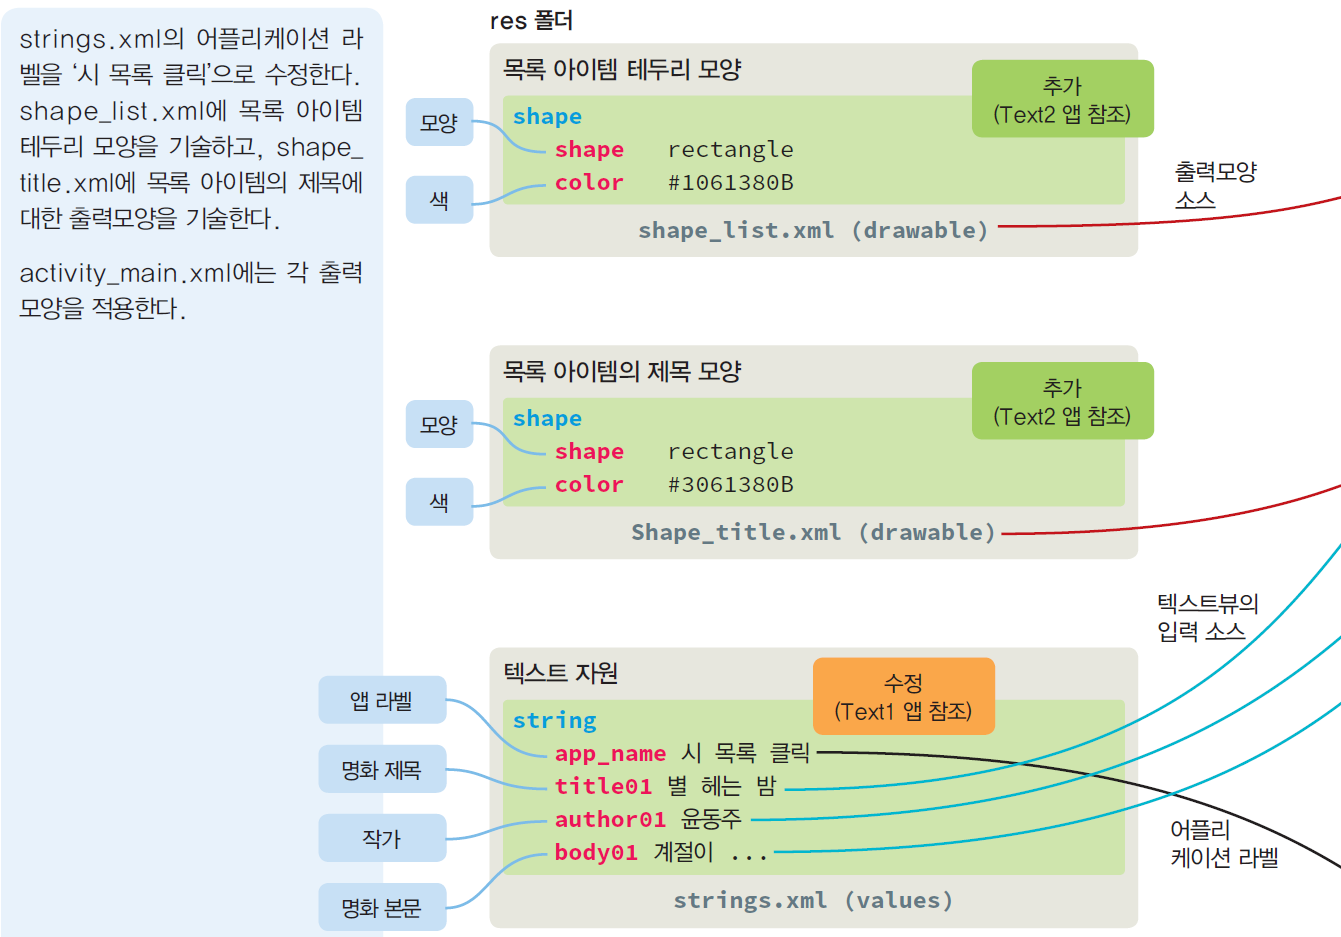 strings.xml의 어플리케이션 라
벨을 ‘시 목록 클릭’으로 수정한다.
shape_list.xml에 목록 아이템
테두리 모양을 기술하고, shape_
title.xml에 목록 아이템의 제목에
대한 출력모양을 기술한다.
activity_main.xml에는 각 출력
모양을 적용한다.
res 폴더
목록 아이템 테두리 모양
추가
(Text2 앱 참조)
shape
모양
shape rectangle
color #1061380B
색
shape_list.xml (drawable)
출력모양
소스
목록 아이템의 제목 모양
추가
(Text2 앱 참조)
shape
모양
shape rectangle
color #3061380B
색
Shape_title.xml (drawable)
텍스트뷰의
입력 소스
텍스트 자원
수정
(Text1 앱 참조)
string
앱 라벨
app_name 시 목록 클릭
명화 제목
title01 별 헤는 밤
작가
author01 윤동주
명화 본문
body01 계절이 ...
strings.xml (values)
어플리
케이션 라벨